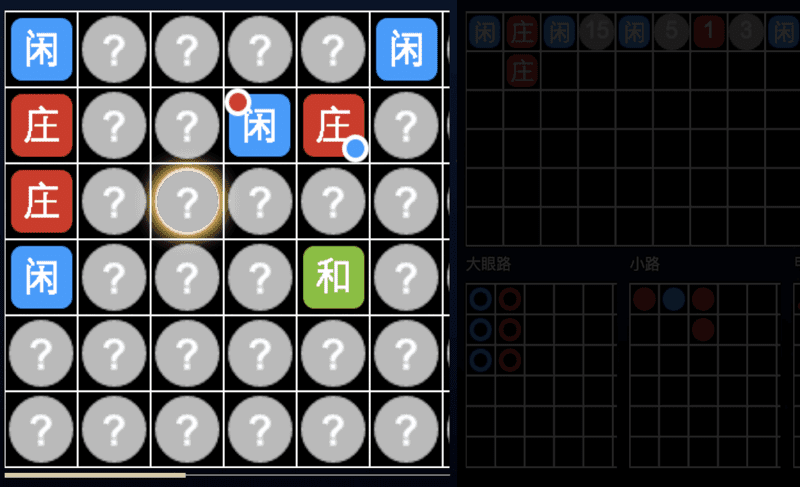 闲 ? ? ? ? 闲
庄 ? ? 闲 庄 ?
庄 ? ? ? ? ?
闲 ? ? ? 和 ?
? ? ? ? ? ?
? ? ? ? ? ?
闲 庄 闲 15 闲 5 1 3 闲
庄
大眼路
小路